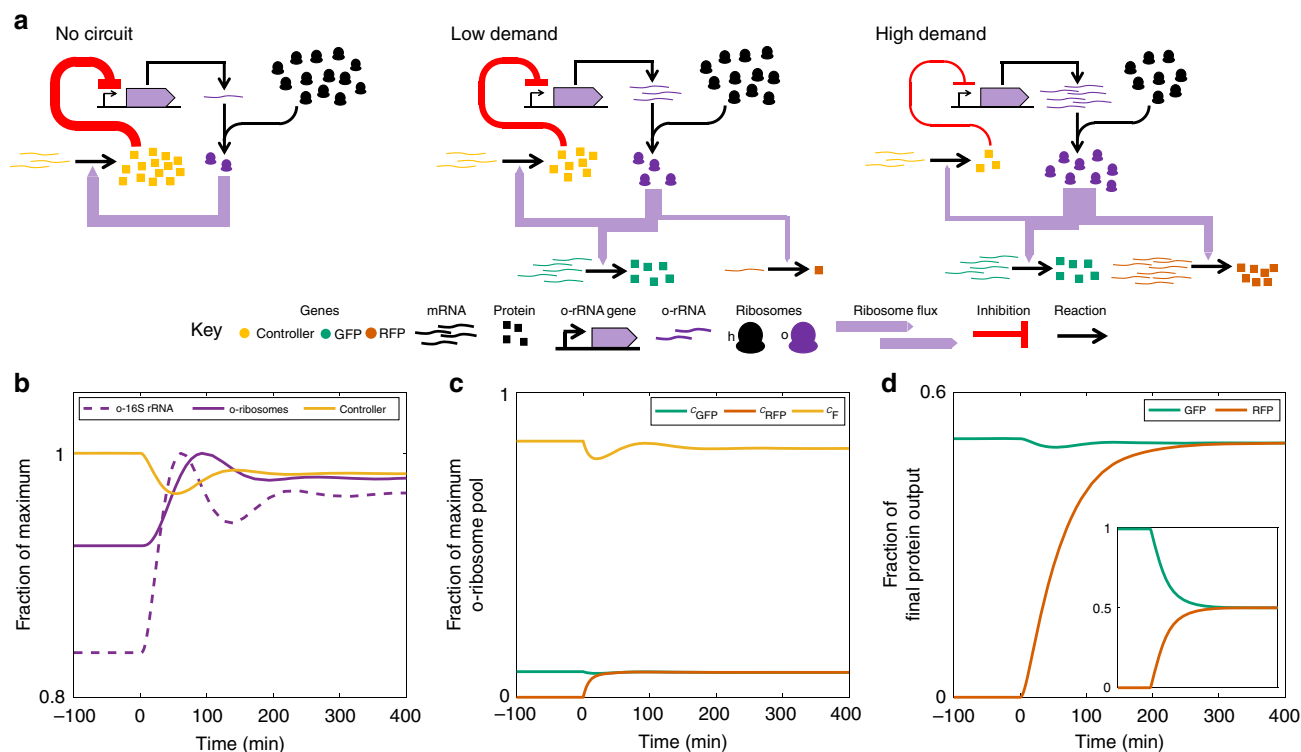 a
No circuit
Low demand
High demand
Key
Genes
Controller
GFP
RFP
mRNA
Protein
o-rRNA gene
o-rRNA
Ribosomes
h
o
Ribosome flux
Inhibition
Reaction
b
o-16S rRNA
o-ribosomes
Controller
Fraction of maximum
1
0.8
−100
0
100
200
300
400
Time (min)
c
cGFP
cRFP
cF
Fraction of maximum
o-ribosome pool
1
0
−100
0
100
200
300
400
Time (min)
d
GFP
RFP
Fraction of
final protein output
0.6
0
1
0.5
0
−100
0
100
200
300
400
Time (min)